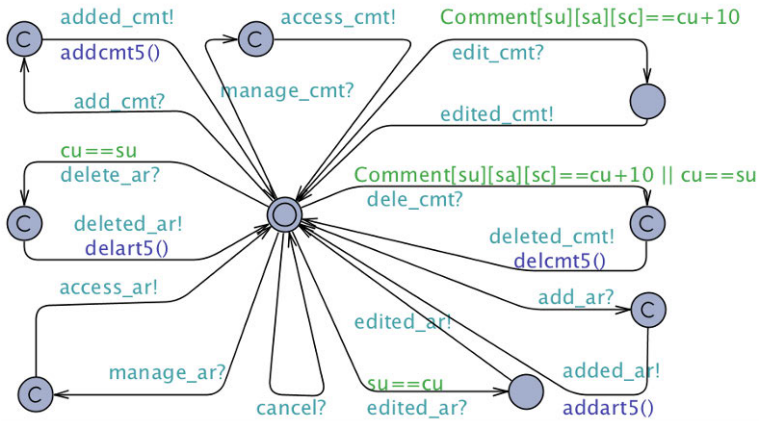 added_cmt!
access_cmt!
Comment[su][sa][sc]==cu+10
C
addcmt5()
C
edit_cmt?
manage_cmt?
add_cmt?
edited_cmt!
cu==su
delete_ar?
Comment[su][sa][sc]==cu+10 || cu==su
dele_cmt?
C
deleted_ar!
C
deleted_cmt!
delart5()
delcmt5()
access_ar!
add_ar?
C
edited_ar!
manage_ar?
added_ar!
su==cu
C
cancel?
edited_ar?
addart5()